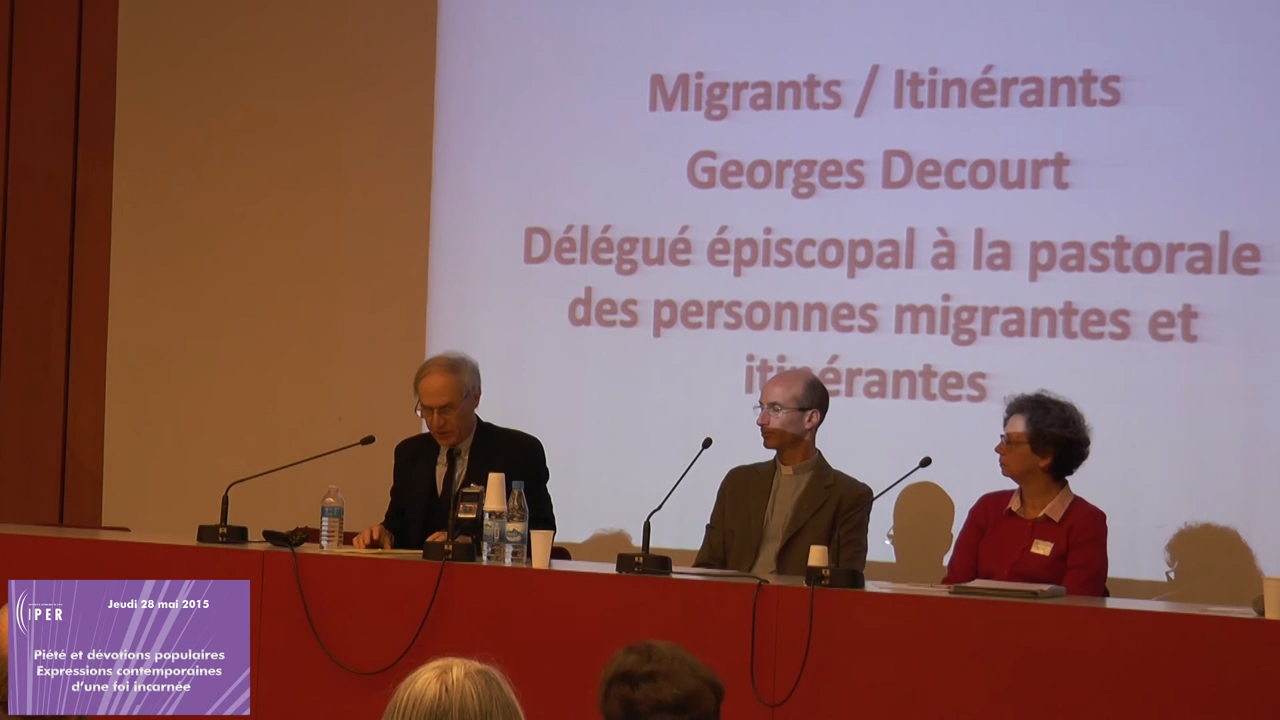 Migrants / Itinérants
Georges Decourt
Délégué épiscopal à la pastorale
des personnes migrantes et
itinérantes
Jeudi 28 mai 2015
IPER
Piété et dévotions populaires
Expressions contemporaines
d'une foi incarnée